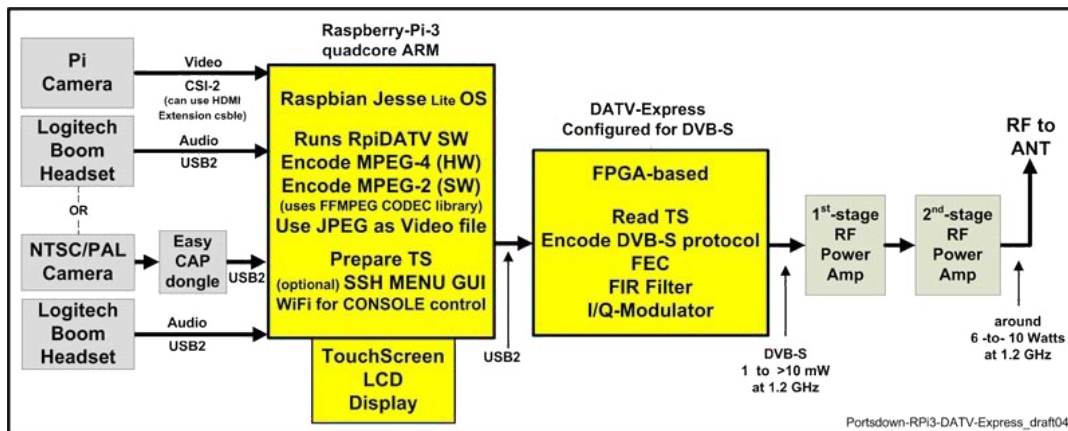 Raspberry-Pi-3
quadcore ARM
Pi
Camera
Video
CSI-2
(can use HDMI
Extension csble)
Logitech
Boom
Headset
Audio
USB2
OR
NTSC/PAL
Camera
Easy
CAP
dongle
USB2
Logitech
Boom
Headset
Audio
USB2
Raspbian Jesse Lite OS
Runs RpiDATV SW
Encode MPEG-4 (HW)
Encode MPEG-2 (SW)
(uses FFMPEG CODEC library)
Use JPEG as Video file
Prepare TS
(optional) SSH MENU GUI
WiFi for CONSOLE control
TouchScreen
LCD
Display
USB2
DATV-Express
Configured for DVB-S
FPGA-based
Read TS
Encode DVB-S protocol
FEC
FIR Filter
I/Q-Modulator
DVB-S
1 to >10 mW
at 1.2 GHz
1st-stage
RF
Power
Amp
2nd-stage
RF
Power
Amp
RF to
ANT
around
6 -to- 10 Watts
at 1.2 GHz
Portsdown-RPi3-DATV-Express_draft04